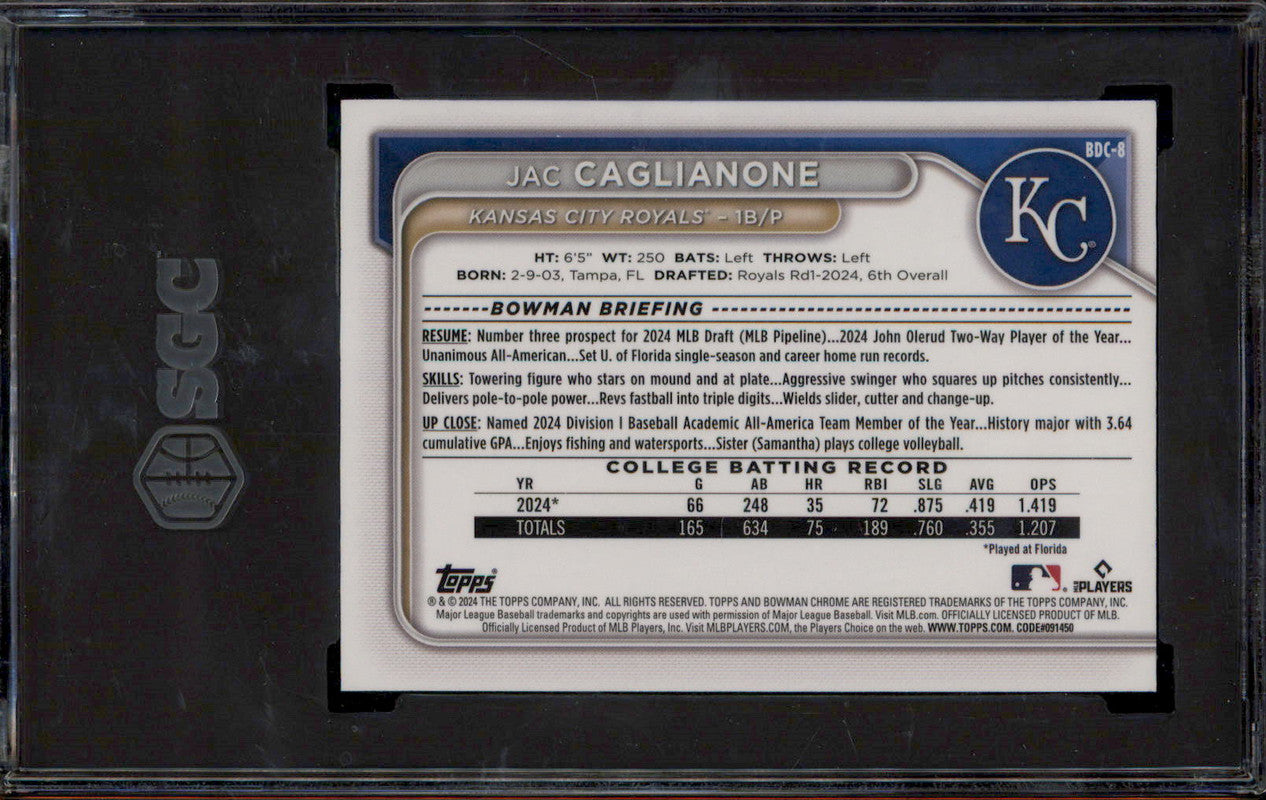 SGC
BDC-8
JAC CAGLIANONE
KC
KANSAS CITY ROYALS™ – 1B/P
HT: 6'5" WT: 250 BATS: Left THROWS: Left
BORN: 2-9-03, Tampa, FL DRAFTED: Royals Rd1-2024, 6th Overall
BOWMAN BRIEFING
RESUME: Number three prospect for 2024 MLB Draft (MLB Pipeline)...2024 John Olerud Two-Way Player of the Year...
Unanimous All-American...Set U. of Florida single-season and career home run records.
SKILLS: Towering figure who stars on mound and at plate...Aggressive swinger who squares up pitches consistently...
Delivers pole-to-pole power...Revs fastball into triple digits...Wields slider, cutter and change-up.
UP CLOSE: Named 2024 Division I Baseball Academic All-America Team Member of the Year...History major with 3.64
cumulative GPA...Enjoys fishing and watersports...Sister (Samantha) plays college volleyball.
COLLEGE BATTING RECORD
YR G AB HR RBI SLG AVG OPS
2024* 66 248 35 72 .875 .419 1.419
TOTALS 165 634 75 189 .760 .355 1.207
*Played at Florida
Topps® MLB PLAYERS
® & © 2024 THE TOPPS COMPANY, INC. ALL RIGHTS RESERVED. TOPPS AND BOWMAN CHROME ARE REGISTERED TRADEMARKS OF THE TOPPS COMPANY, INC.
Major League Baseball trademarks and copyrights are used with permission of Major League Baseball. Visit MLB.com. OFFICIALLY LICENSED PRODUCT OF MLB.
Officially Licensed Product of MLB Players, Inc. Visit MLBPLAYERS.COM, the Players Choice on the web. WWW.TOPPS.COM. CODE#091450